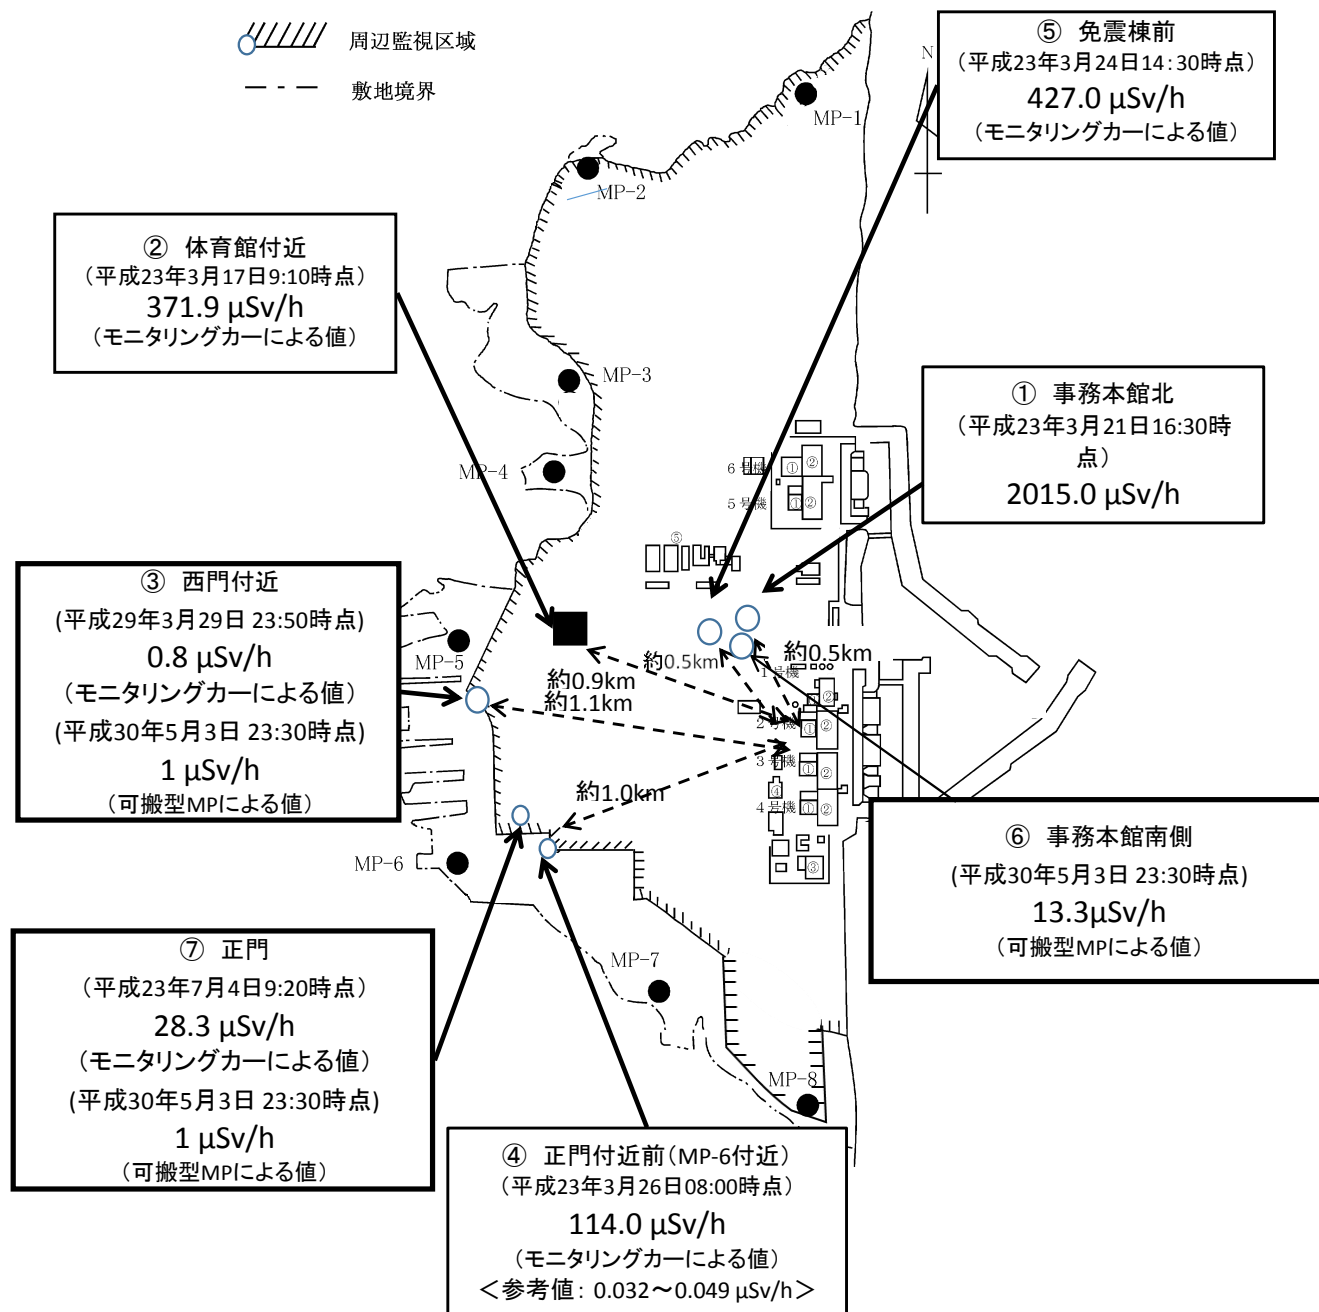 周辺監視区域
敷地境界
⑤ 免震棟前
(平成23年3月24日14:30時点)
427.0 μSv/h
(モニタリングカーによる値)
N
MP-1
MP-2
② 体育館付近
(平成23年3月17日9:10時点)
371.9 μSv/h
(モニタリングカーによる値)
MP-3
① 事務本館北
(平成23年3月21日16:30時
点)
2015.0 μSv/h
MP-4
6号機
① ②
5号機
① ②
⑤
③ 西門付近
(平成29年3月29日 23:50時点)
0.8 μSv/h
(モニタリングカーによる値)
(平成30年5月3日 23:30時点)
1 μSv/h
(可搬型MPによる値)
MP-5
約0.9km
約1.1km
約0.5km
約0.5km
1号機
②
2号機
① ②
3号機
① ②
④
4号機
① ②
③
約1.0km
MP-6
⑥ 事務本館南側
(平成30年5月3日 23:30時点)
13.3μSv/h
(可搬型MPによる値)
⑦ 正門
(平成23年7月4日9:20時点)
28.3 μSv/h
(モニタリングカーによる値)
(平成30年5月3日 23:30時点)
1 μSv/h
(可搬型MPによる値)
MP-7
MP-8
④ 正門付近前(MP-6付近)
(平成23年3月26日08:00時点)
114.0 μSv/h
(モニタリングカーによる値)
<参考値: 0.032～0.049 μSv/h>